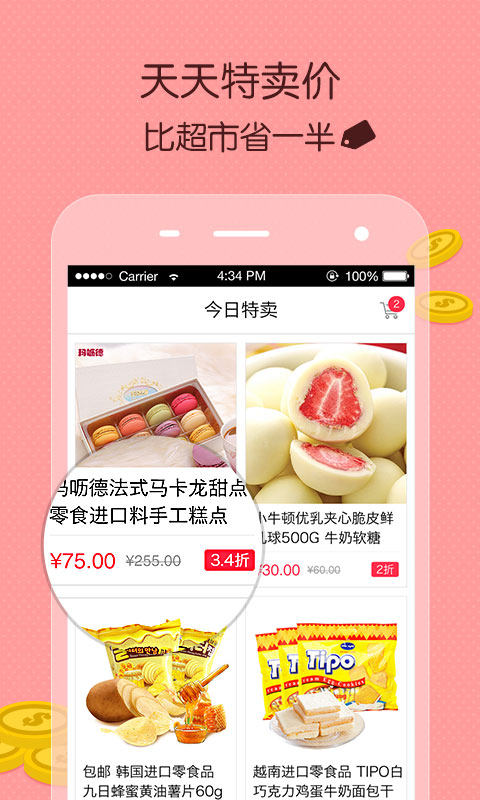 天天特卖价
比超市省一半
Carrier
4:34 PM
100%
今日特卖
2
玛呖德
玛呖德法式马卡龙甜点
零食进口料手工糕点
¥75.00 ¥255.00 3.4折
小牛顿优乳夹心脆皮鲜
乳球500G 牛奶软糖
¥30.00 ¥60.00 2折
Tipo
Cream Egg Cookies
包邮 韩国进口零食品
九日蜂蜜黄油薯片60g
越南进口零食品 TIPO白
巧克力鸡蛋牛奶面包干